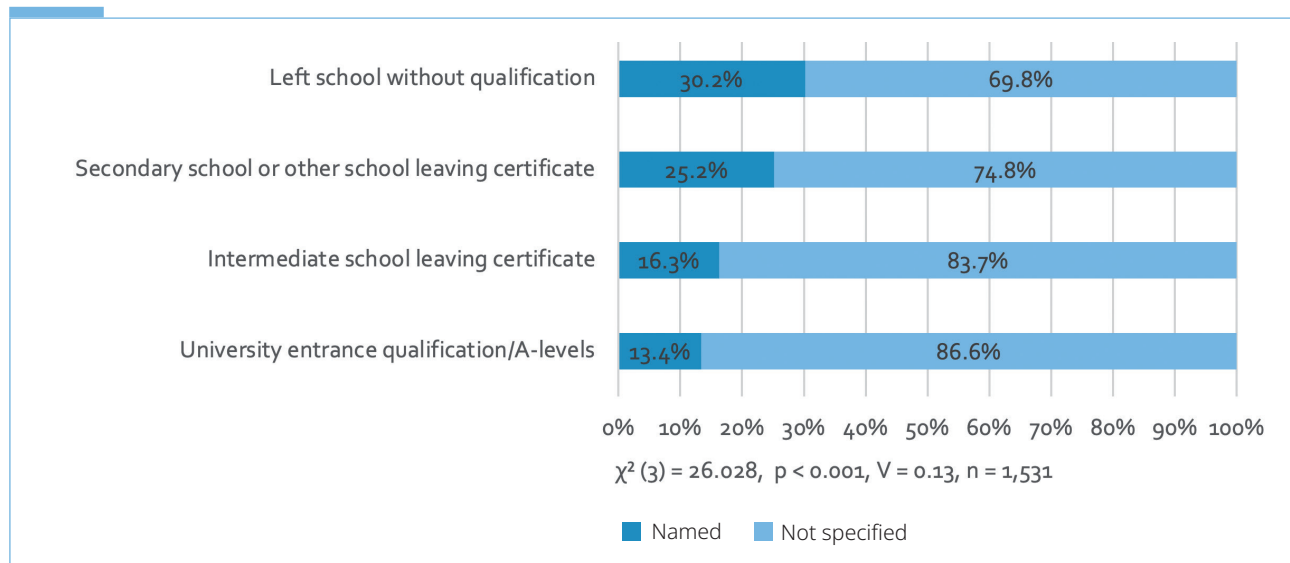 Left school without qualification 30.2% 69.8%
Secondary school or other school leaving certificate 25.2% 74.8%
Intermediate school leaving certificate 16.3% 83.7%
University entrance qualification/A-levels 13.4% 86.6%
0% 10% 20% 30% 40% 50% 60% 70% 80% 90% 100%
χ² (3) = 26.028, p < 0.001, V = 0.13, n = 1,531
Named Not specified